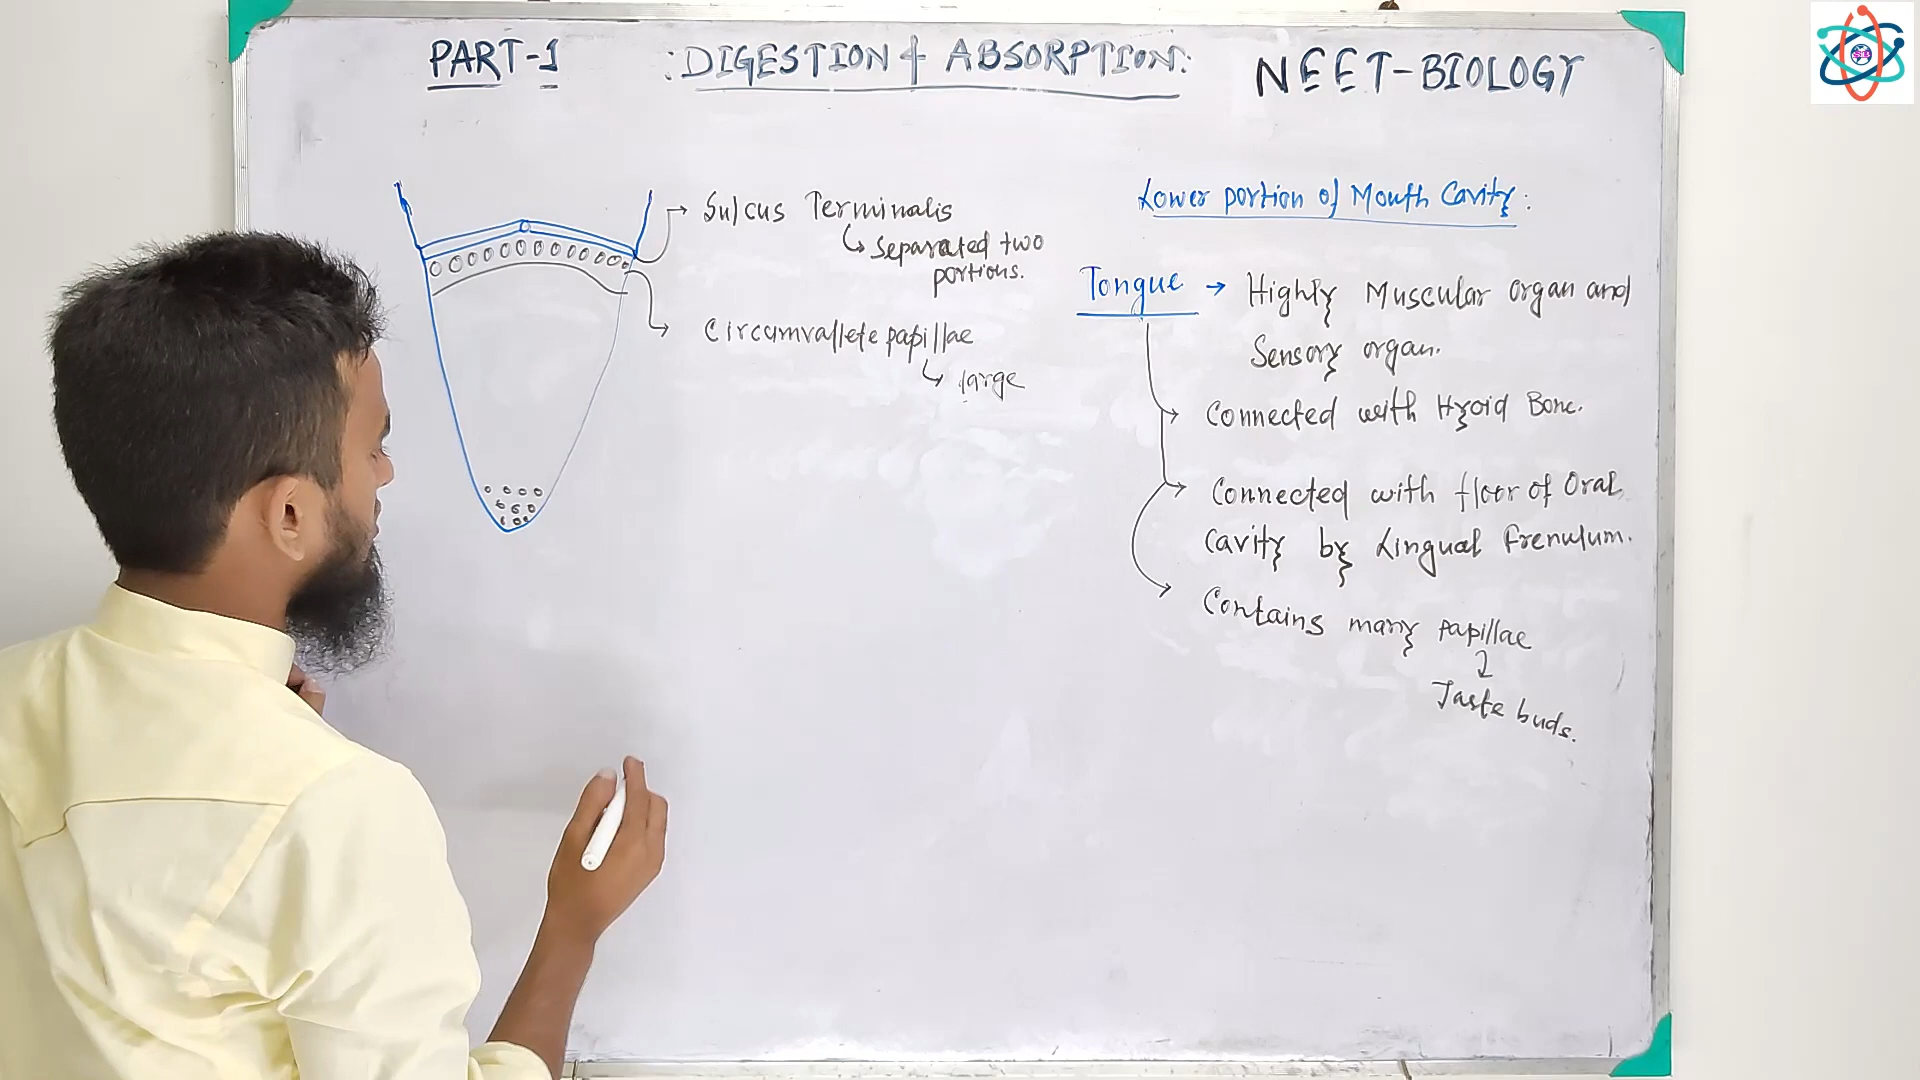 PART-1
:DIGESTION & ABSORPTION:
NEET-BIOLOGY
Sulcus Terminalis
separated two
portions.
Circumvallete papillae
large
Lower portion of Mouth Cavity:
Tongue → Highly Muscular organ and
Sensory organ.
Connected with Hyoid Bone.
Connected with floor of Oral
Cavity by Lingual frenulum.
Contains many papillae
Taste buds.